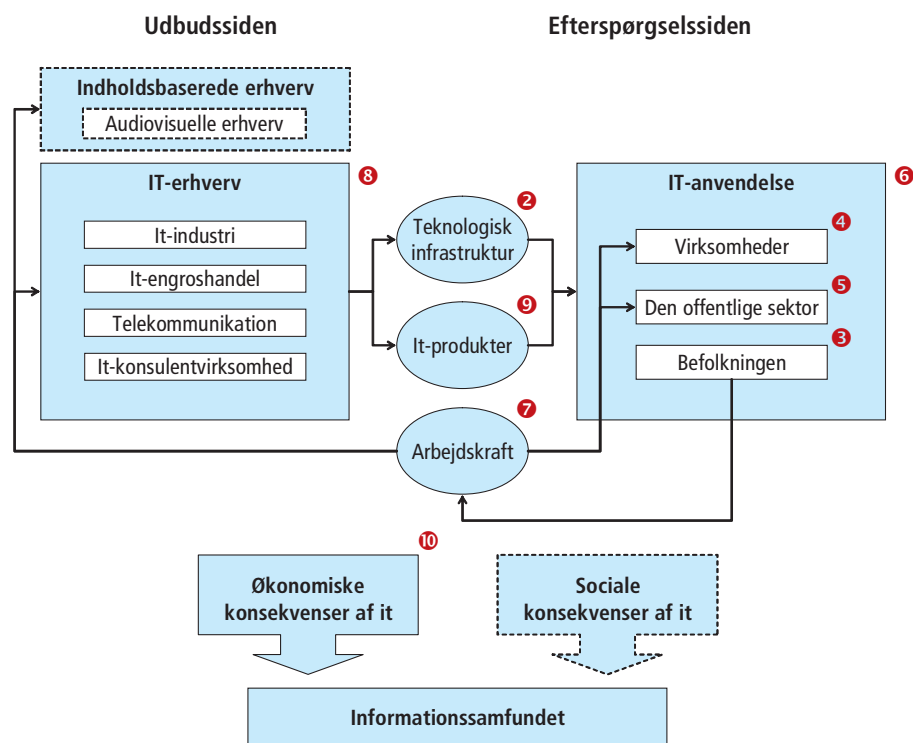 Udbudssiden
Efterspørgselssiden
Indholdsbaserede erhverv
Audiovisuelle erhverv
IT-erhverv
8
It-industri
It-engroshandel
Telekommunikation
It-konsulentvirksomhed
2
Teknologisk
infrastruktur
9
It-produkter
7
Arbejdskraft
IT-anvendelse
6
4
Virksomheder
5
Den offentlige sektor
3
Befolkningen
10
Økonomiske
konsekvenser af it
Sociale
konsekvenser af it
Informationssamfundet